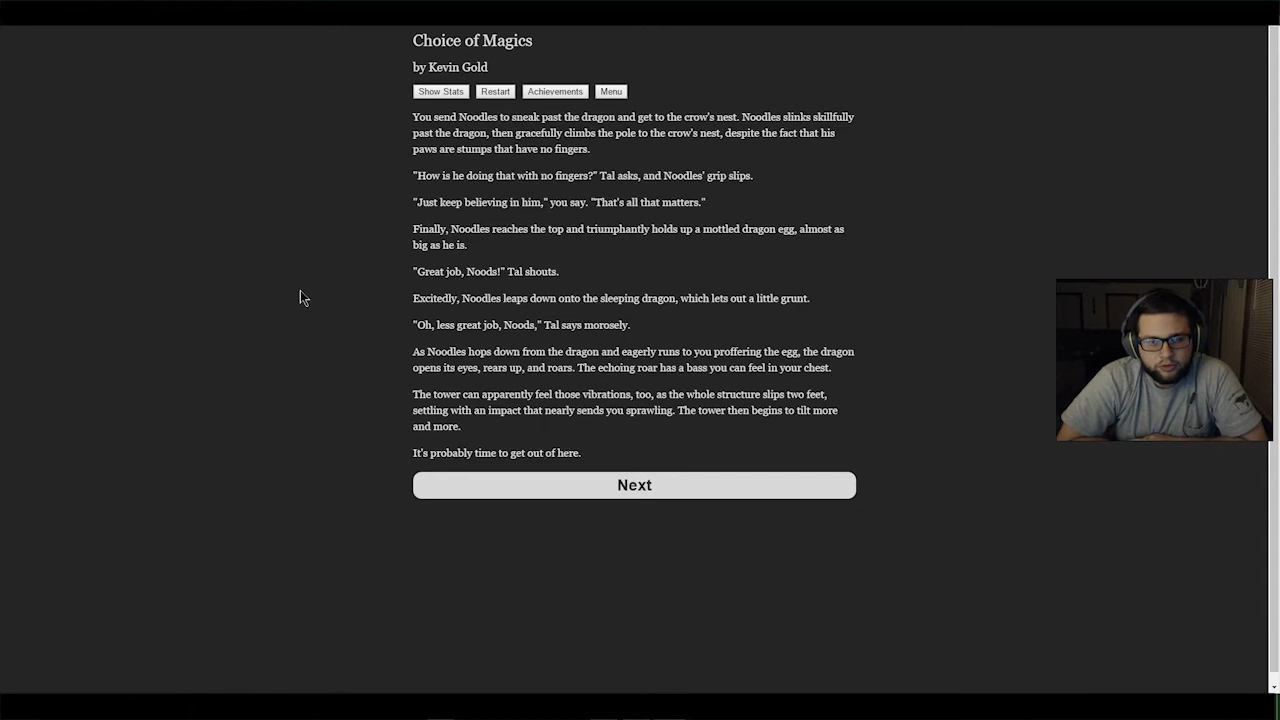 Choice of Magics
by Kevin Gold
Show Stats Restart Achievements Menu
You send Noodles to sneak past the dragon and get to the crow's nest. Noodles slinks skillfully
past the dragon, then gracefully climbs the pole to the crow's nest, despite the fact that his
paws are stumps that have no fingers.
"How is he doing that with no fingers?" Tal asks, and Noodles' grip slips.
"Just keep believing in him," you say. "That's all that matters."
Finally, Noodles reaches the top and triumphantly holds up a mottled dragon egg, almost as
big as he is.
"Great job, Noods!" Tal shouts.
Excitedly, Noodles leaps down onto the sleeping dragon, which lets out a little grunt.
"Oh, less great job, Noods," Tal says morosely.
As Noodles hops down from the dragon and eagerly runs to you proffering the egg, the dragon
opens its eyes, rears up, and roars. The echoing roar has a bass you can feel in your chest.
The tower can apparently feel those vibrations, too, as the whole structure slips two feet,
settling with an impact that nearly sends you sprawling. The tower then begins to tilt more
and more.
It's probably time to get out of here.
Next